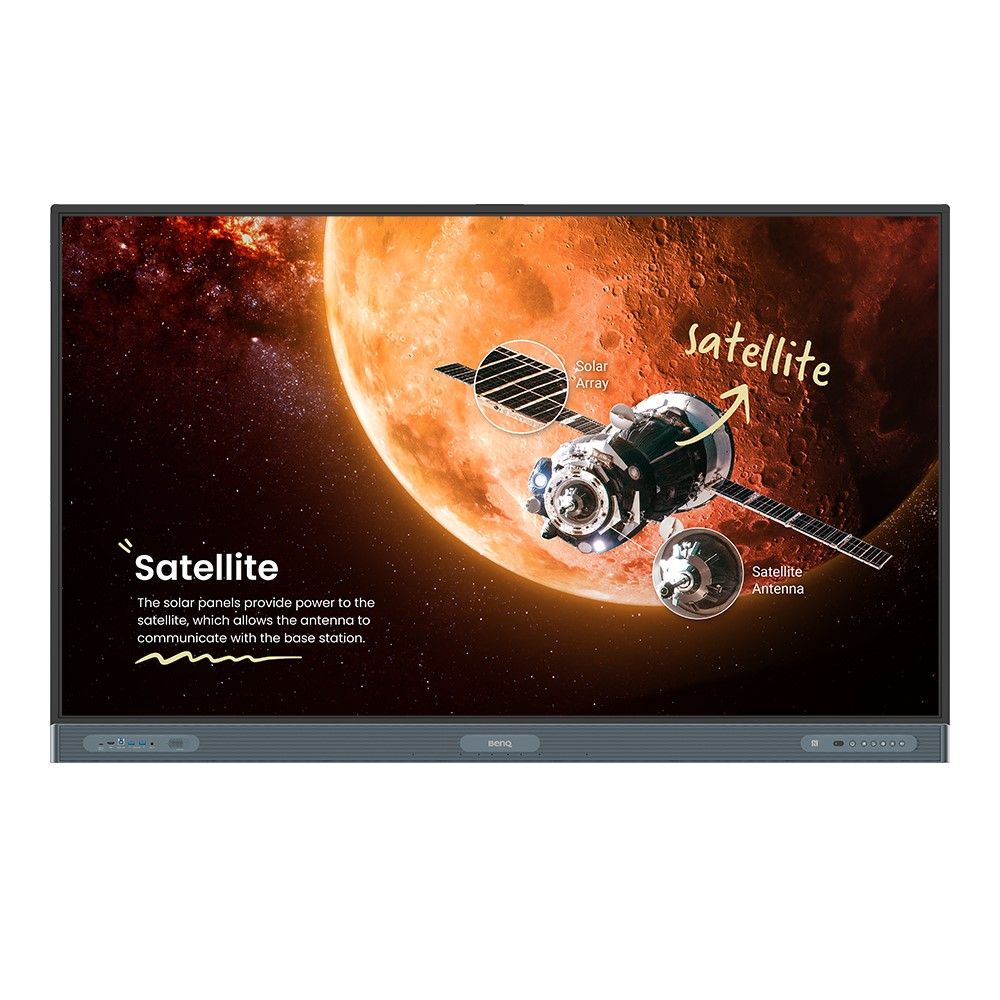 satellite
Solar
Array
Satellite
Antenna
Satellite
The solar panels provide power to the
satellite, which allows the antenna to
communicate with the base station.
BenQ